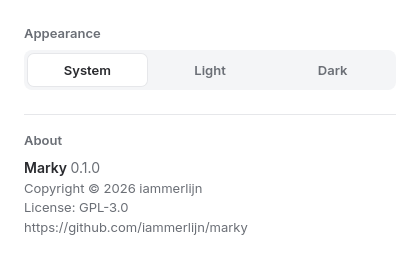 Appearance
System Light Dark
About
Marky 0.1.0
Copyright © 2026 iammerlijn
License: GPL-3.0
https://github.com/iammerlijn/marky